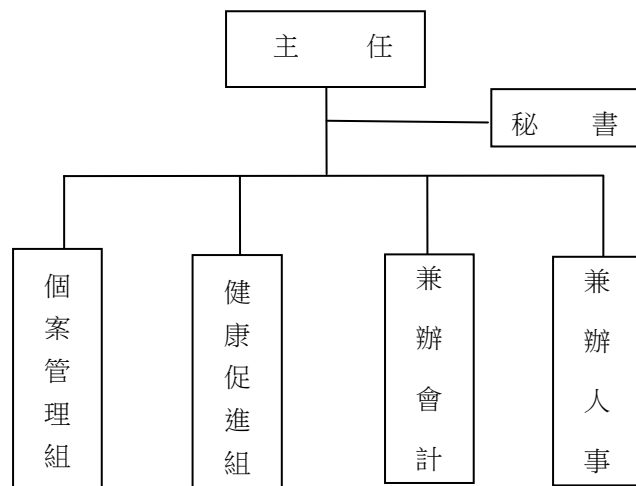 主 任
秘 書
個案管理組
健康促進組
兼辦會計
兼辦人事